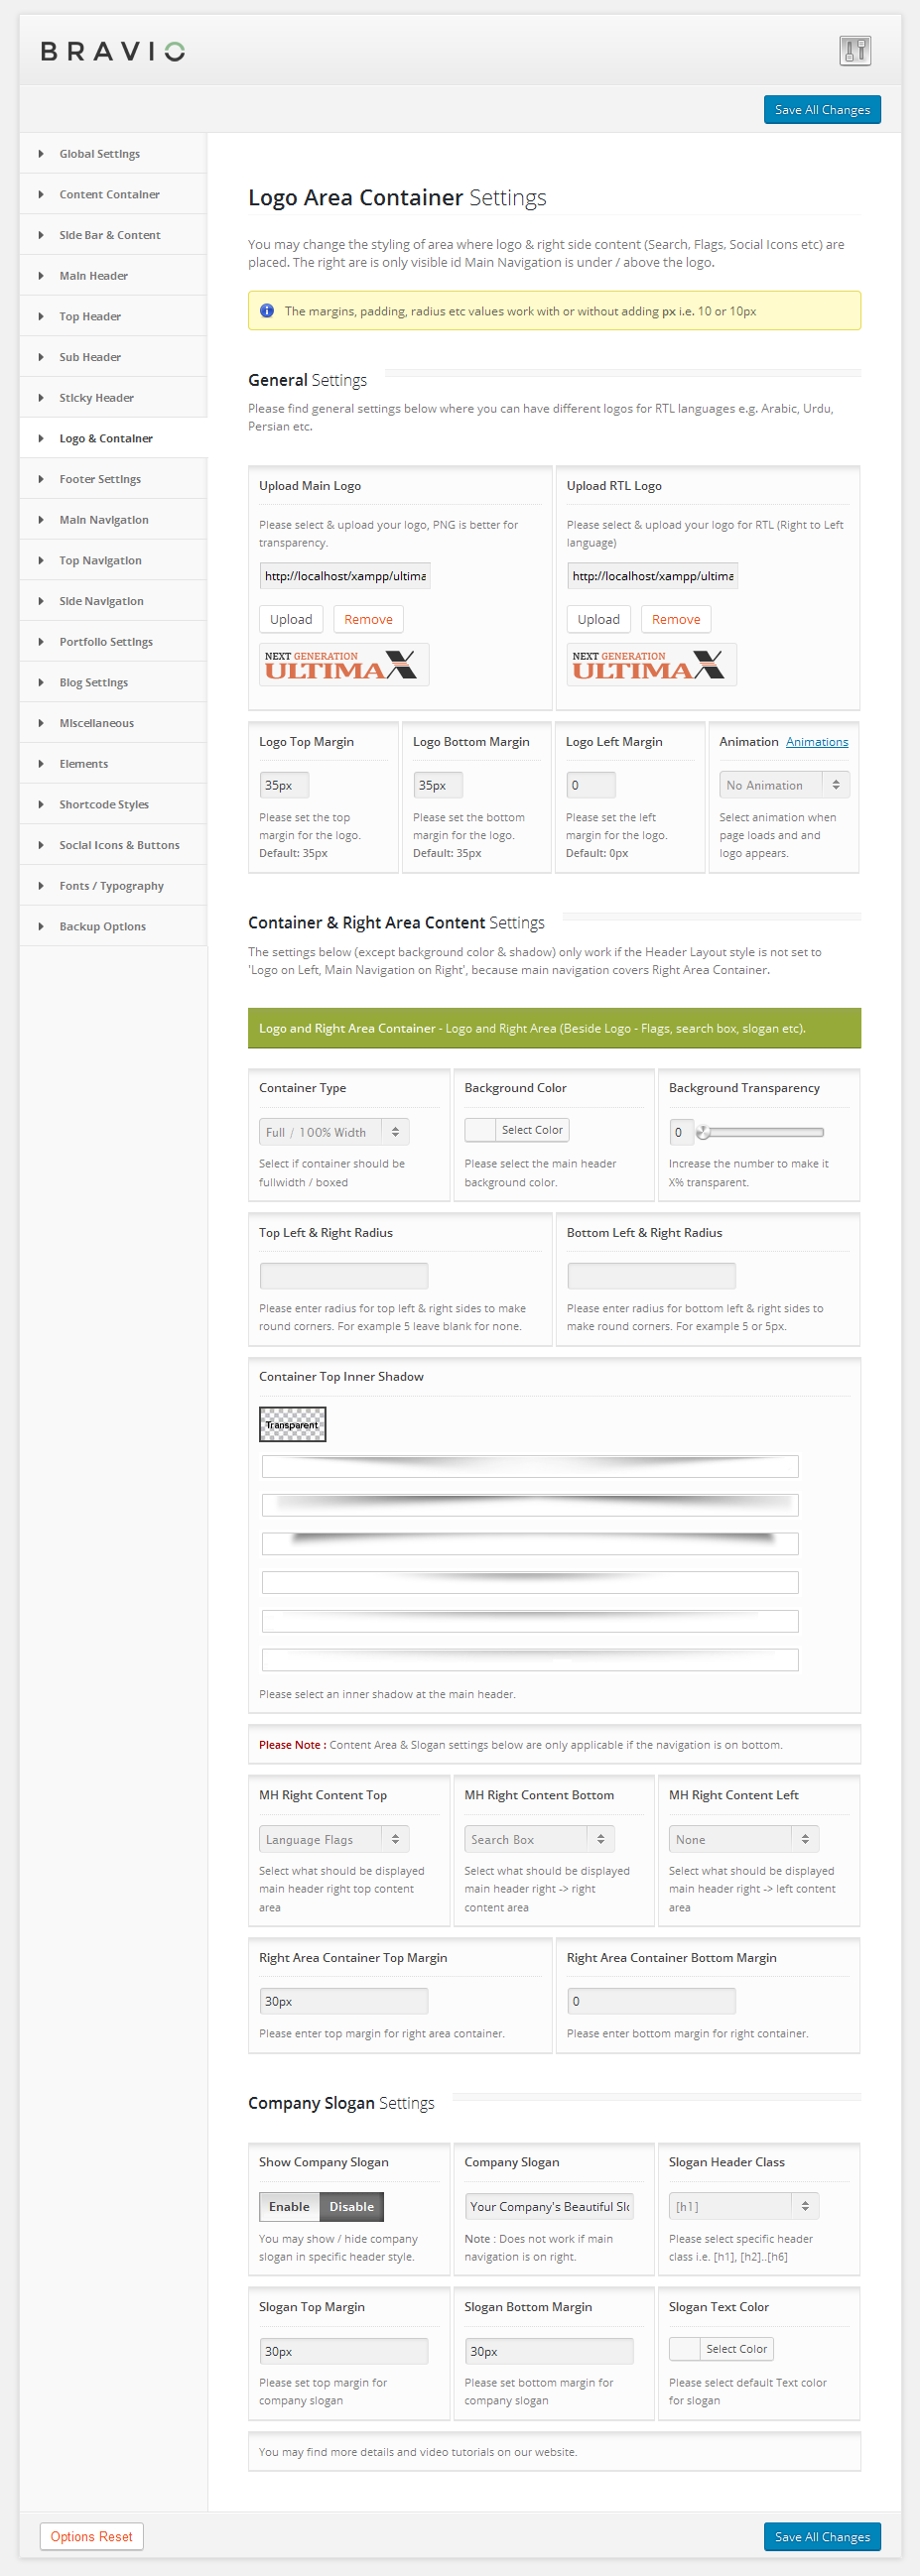 BRAVIO
Save All Changes
Global Settings
Content Container
Side Bar & Content
Main Header
Top Header
Sub Header
Sticky Header
Logo & Container
Footer Settings
Main Navigation
Top Navigation
Side Navigation
Portfolio Settings
Blog Settings
Miscellaneous
Elements
Shortcode Styles
Social Icons & Buttons
Fonts / Typography
Backup Options
Logo Area Container Settings
You may change the styling of area where logo & right side content (Search, Flags, Social Icons etc) are
placed. The right are is only visible id Main Navigation is under / above the logo.
The margins, padding, radius etc values work with or without adding px i.e. 10 or 10px
General Settings
Please find general settings below where you can have different logos for RTL languages e.g. Arabic, Urdu,
Persian etc.
Upload Main Logo
Please select & upload your logo, PNG is better for
transparency.
http://localhost/xampp/ultima
Upload Remove
NEXT GENERATION
ULTIMAX
Upload RTL Logo
Please select & upload your logo for RTL (Right to Left
language)
http://localhost/xampp/ultima
Upload Remove
NEXT GENERATION
ULTIMAX
Logo Top Margin
35px
Please set the top
margin for the logo.
Default: 35px
Logo Bottom Margin
35px
Please set the bottom
margin for the logo.
Default: 35px
Logo Left Margin
0
Please set the left
margin for the logo.
Default: 0px
Animation Animations
No Animation
Select animation when
page loads and and
logo appears.
Container & Right Area Content Settings
The settings below (except background color & shadow) only work if the Header Layout style is not set to
'Logo on Left, Main Navigation on Right', because main navigation covers Right Area Container.
Logo and Right Area Container - Logo and Right Area (Beside Logo - Flags, search box, slogan etc).
Container Type
Full / 100% Width
Select if container should be
fullwidth / boxed
Background Color
Select Color
Please select the main header
background color.
Background Transparency
0
Increase the number to make it
X% transparent.
Top Left & Right Radius
Please enter radius for top left & right sides to make
round corners. For example 5 leave blank for none.
Bottom Left & Right Radius
Please enter radius for bottom left & right sides to
make round corners. For example 5 or 5px.
Container Top Inner Shadow
Transparent
Please select an inner shadow at the main header.
Please Note : Content Area & Slogan settings below are only applicable if the navigation is on bottom.
MH Right Content Top
Language Flags
Select what should be displayed
main header right top content
area
MH Right Content Bottom
Search Box
Select what should be displayed
main header right -> right
content area
MH Right Content Left
None
Select what should be displayed
main header right -> left content
area
Right Area Container Top Margin
30px
Please enter top margin for right area container.
Right Area Container Bottom Margin
0
Please enter bottom margin for right container.
Company Slogan Settings
Show Company Slogan
Enable Disable
You may show / hide company
slogan in specific header style.
Company Slogan
Your Company's Beautiful Slo
Note : Does not work if main
navigation is on right.
Slogan Header Class
[h1]
Please select specific header
class i.e. [h1], [h2]..[h6]
Slogan Top Margin
30px
Please set top margin for
company slogan
Slogan Bottom Margin
30px
Please set bottom margin for
company slogan
Slogan Text Color
Select Color
Please select default Text color
for slogan
You may find more details and video tutorials on our website.
Options Reset
Save All Changes